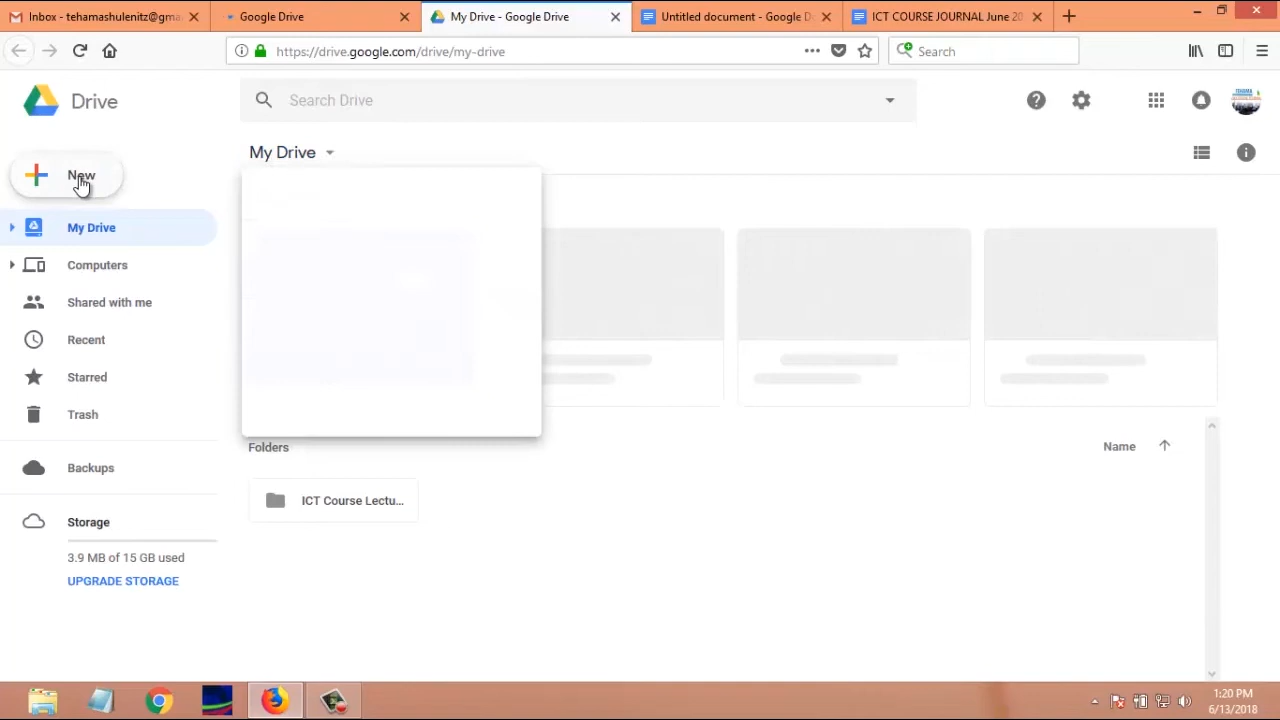 Inbox - tehamashulenitz@gma
Google Drive
My Drive - Google Drive
Untitled document - Google D
ICT COURSE JOURNAL June 20
https://drive.google.com/drive/my-drive
Search
Drive
Search Drive
My Drive
New
My Drive
Computers
Shared with me
Recent
Starred
Trash
Backups
Storage
3.9 MB of 15 GB used
UPGRADE STORAGE
Folders
Name
ICT Course Lectu...
1:20 PM
6/13/2018